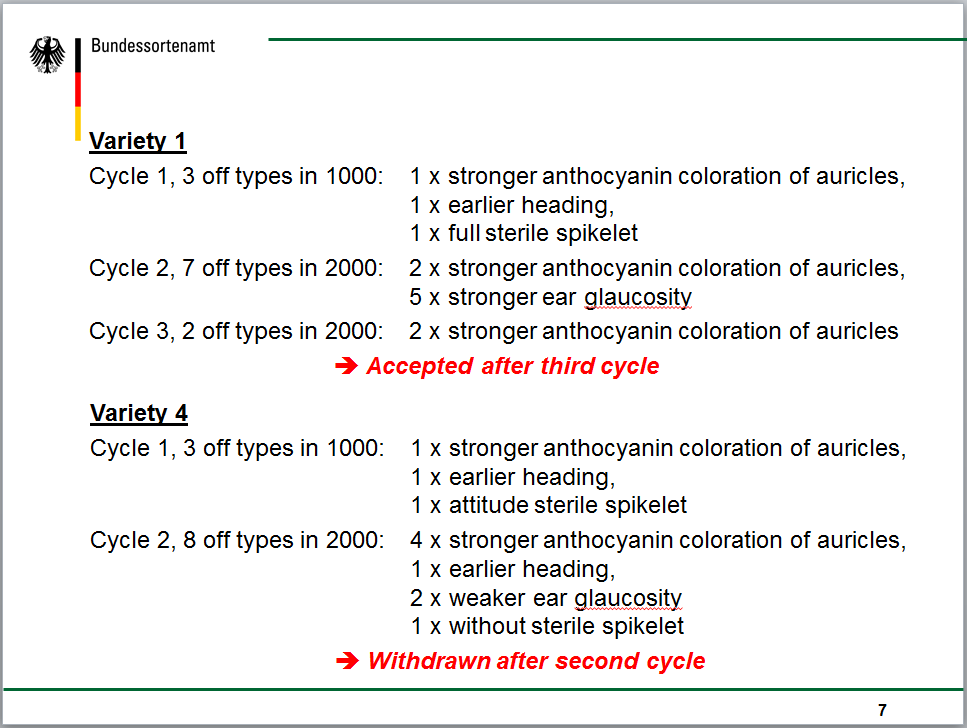 Bundessortenamt
Variety 1
Cycle 1, 3 off types in 1000: 1 x stronger anthocyanin coloration of auricles,
1 x earlier heading,
1 x full sterile spikelet
Cycle 2, 7 off types in 2000: 2 x stronger anthocyanin coloration of auricles,
5 x stronger ear glaucosity
Cycle 3, 2 off types in 2000: 2 x stronger anthocyanin coloration of auricles
➔ Accepted after third cycle
Variety 4
Cycle 1, 3 off types in 1000: 1 x stronger anthocyanin coloration of auricles,
1 x earlier heading,
1 x attitude sterile spikelet
Cycle 2, 8 off types in 2000: 4 x stronger anthocyanin coloration of auricles,
1 x earlier heading,
2 x weaker ear glaucosity
1 x without sterile spikelet
➔ Withdrawn after second cycle
7